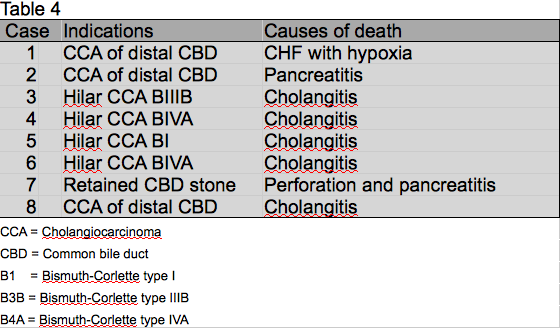 Table 4
Case Indications Causes of death
1 CCA of distal CBD CHF with hypoxia
2 CCA of distal CBD Pancreatitis
3 Hilar CCA BIIIB Cholangitis
4 Hilar CCA BIVA Cholangitis
5 Hilar CCA BI Cholangitis
6 Hilar CCA BIVA Cholangitis
7 Retained CBD stone Perforation and pancreatitis
8 CCA of distal CBD Cholangitis
CCA = Cholangiocarcinoma
CBD = Common bile duct
B1 = Bismuth-Corlette type I
B3B = Bismuth-Corlette type IIIB
B4A = Bismuth-Corlette type IVA